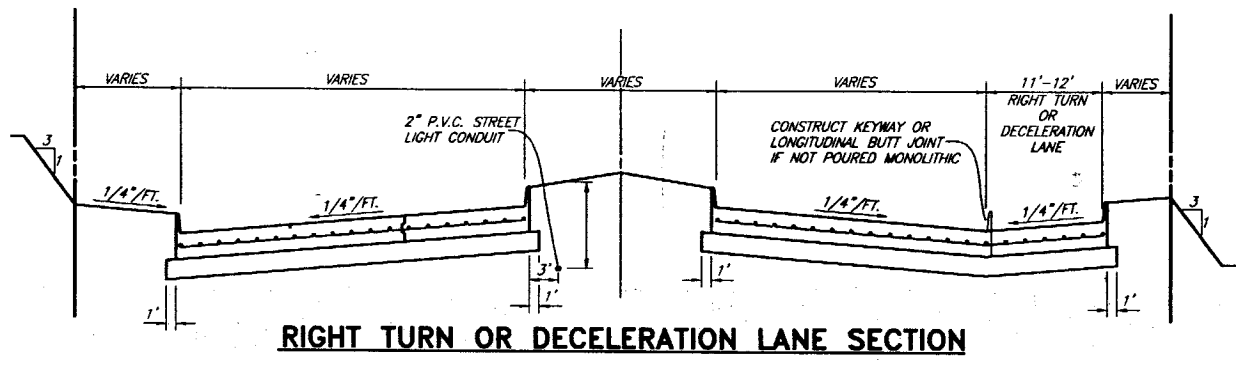 VARIES
VARIES
VARIES
VARIES
11'-12'
RIGHT TURN
OR
DECELERATION
LANE
VARIES
2" P.V.C. STREET
LIGHT CONDUIT
CONSTRUCT KEYWAY OR
LONGITUDINAL BUTT JOINT
IF NOT POURED MONOLITHIC
3
1
1/4"/FT.
1/4"/FT.
1/4"/FT.
1/4"/FT.
3
1
3'
1'
1'
1'
1'
RIGHT TURN OR DECELERATION LANE SECTION